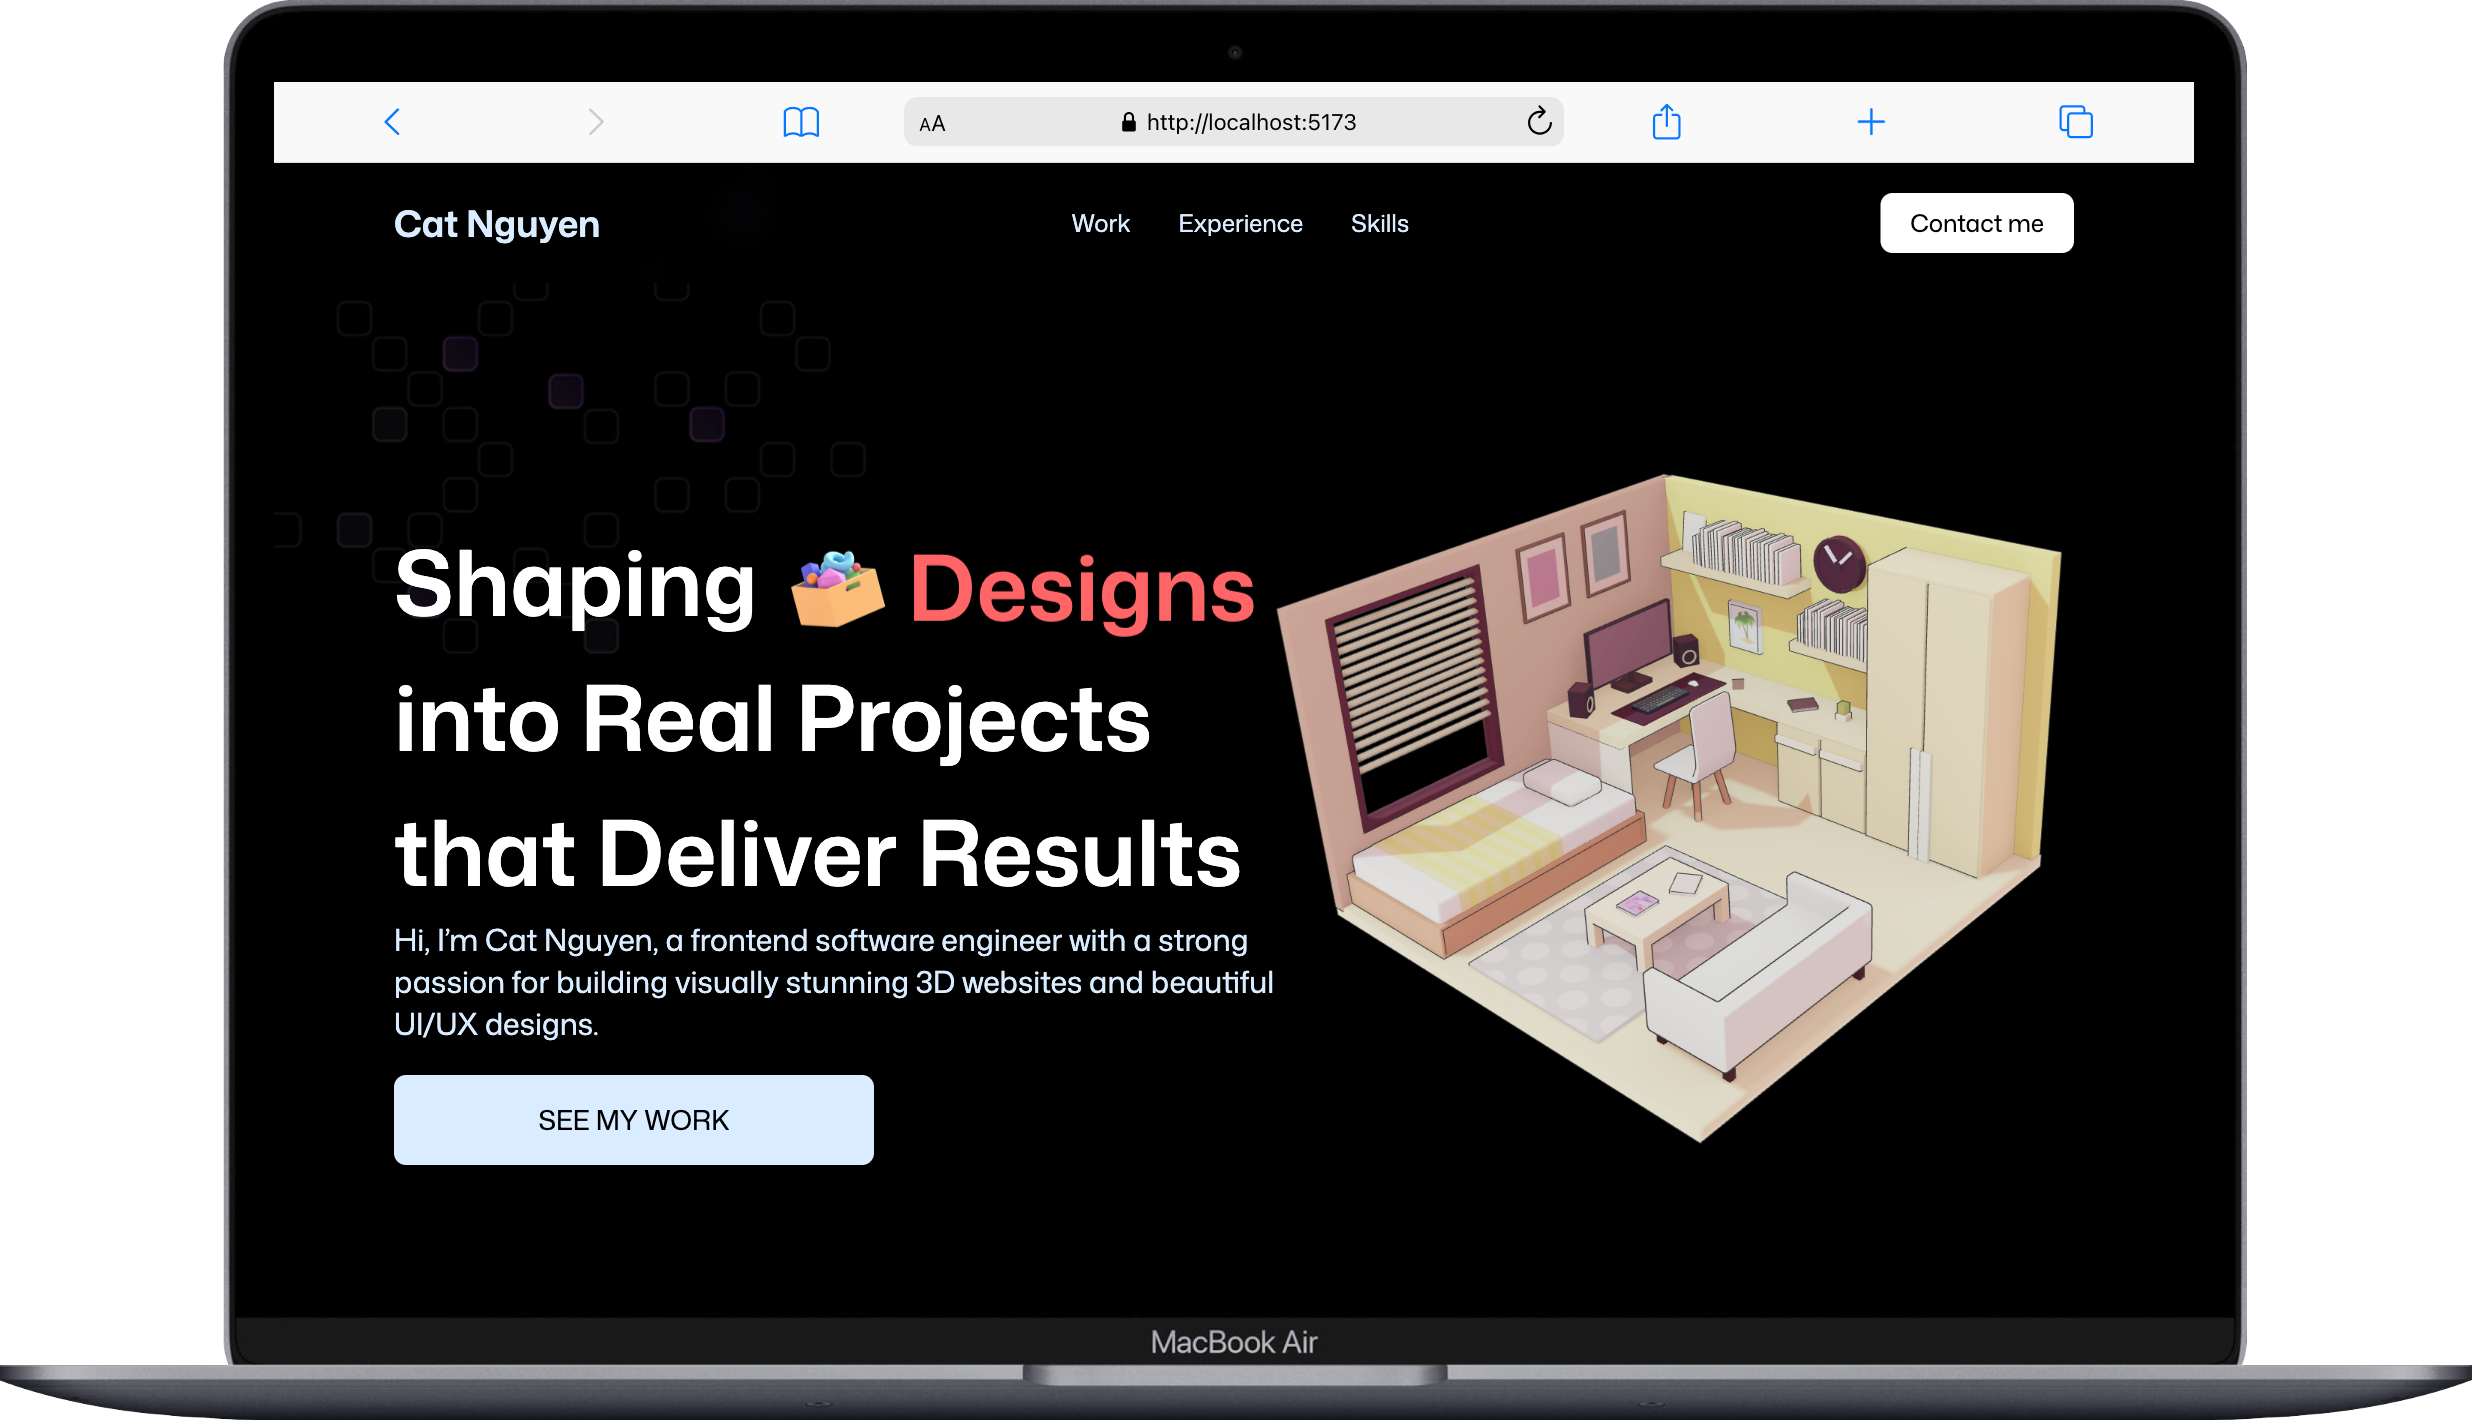 AA http://localhost:5173
Cat Nguyen
Work Experience Skills
Contact me
Shaping Designs
into Real Projects
that Deliver Results
Hi, I’m Cat Nguyen, a frontend software engineer with a strong
passion for building visually stunning 3D websites and beautiful
UI/UX designs.
SEE MY WORK
MacBook Air